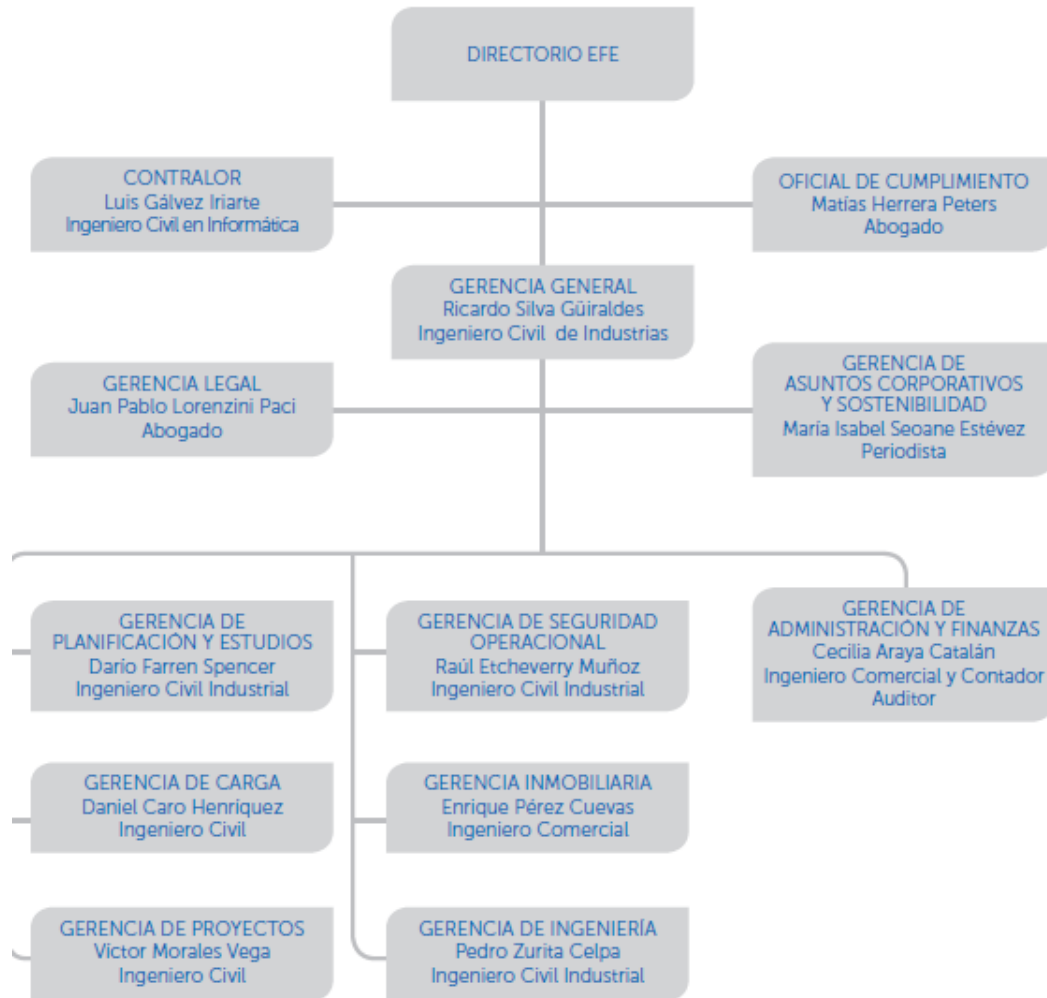 DIRECTORIO EFE
CONTRALOR
Luis Gálvez Iriarte
Ingeniero Civil en Informática
OFICIAL DE CUMPLIMIENTO
Matías Herrera Peters
Abogado
GERENCIA GENERAL
Ricardo Silva Güiraldes
Ingeniero Civil de Industrias
GERENCIA LEGAL
Juan Pablo Lorenzini Paci
Abogado
GERENCIA DE
ASUNTOS CORPORATIVOS
Y SOSTENIBILIDAD
María Isabel Seoane Estévez
Periodista
GERENCIA DE
PLANIFICACIÓN Y ESTUDIOS
Darío Farren Spencer
Ingeniero Civil Industrial
GERENCIA DE SEGURIDAD
OPERACIONAL
Raúl Etcheverry Muñoz
Ingeniero Civil Industrial
GERENCIA DE
ADMINISTRACIÓN Y FINANZAS
Cecilia Araya Catalán
Ingeniero Comercial y Contador
Auditor
GERENCIA DE CARGA
Daniel Caro Henríquez
Ingeniero Civil
GERENCIA INMOBILIARIA
Enrique Pérez Cuevas
Ingeniero Comercial
GERENCIA DE PROYECTOS
Víctor Morales Vega
Ingeniero Civil
GERENCIA DE INGENIERÍA
Pedro Zurita Celpa
Ingeniero Civil Industrial